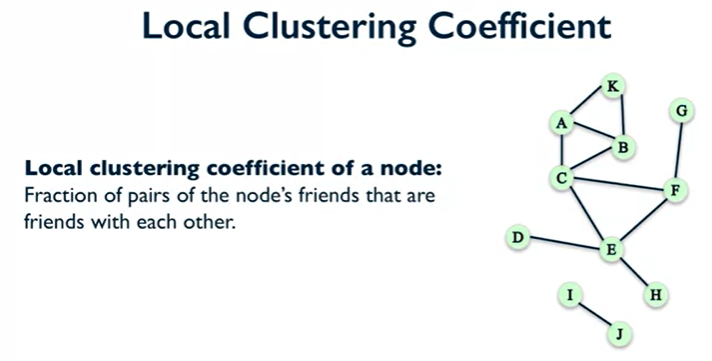 Local Clustering Coefficient
K
G
A
B
Local clustering coefficient of a node:
C
F
Fraction of pairs of the node's friends that are
friends with each other.
D
E
I
H
J